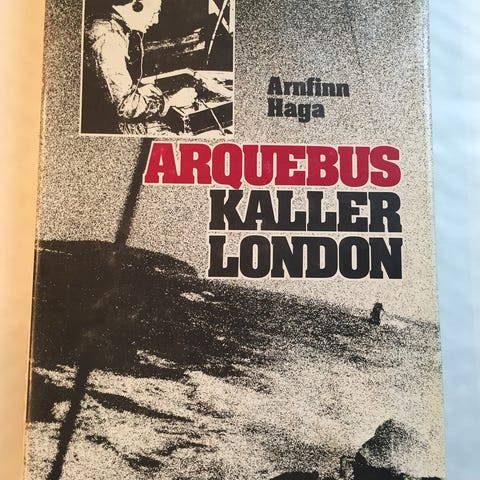 Arnfinn
Haga
ARQUEBUS
KALLER
LONDON